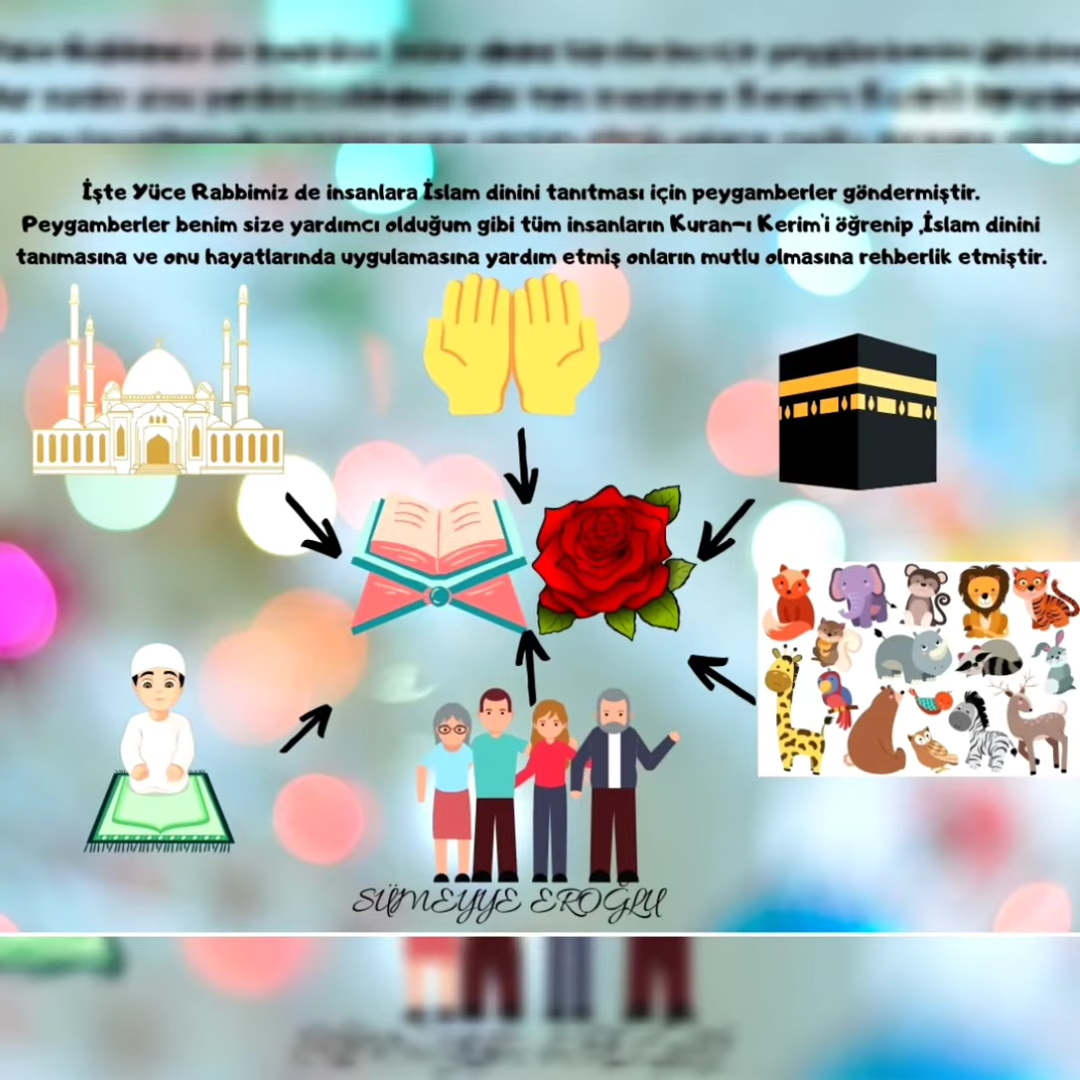 İşte Yüce Rabbimiz de insanlara İslam dinini tanıtması için peygamberler göndermiştir.
Peygamberler benim size yardımcı olduğum gibi tüm insanların Kuran-ı Kerim'i öğrenip ,İslam dinini
tanımasına ve onu hayatlarında uygulamasına yardım etmiş onların mutlu olmasına rehberlik etmiştir.
SÜMEYYE EROĞLU